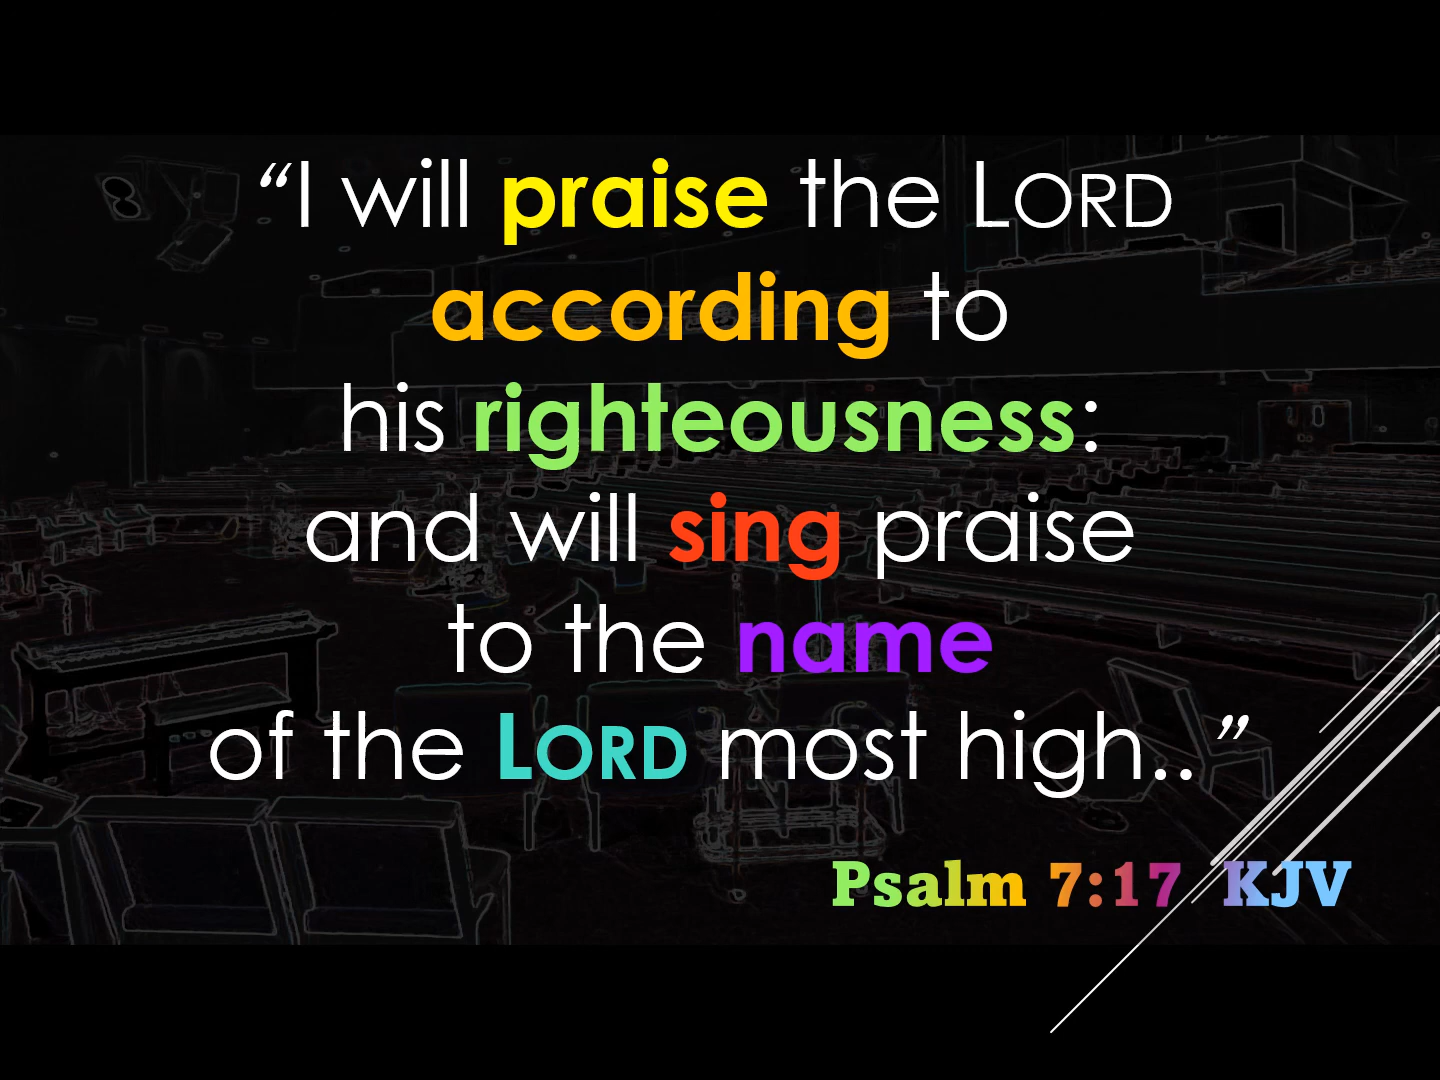 “I will praise the LORD
according to
his righteousness:
and will sing praise
to the name
of the LORD most high..”
Psalm 7:17 KJV